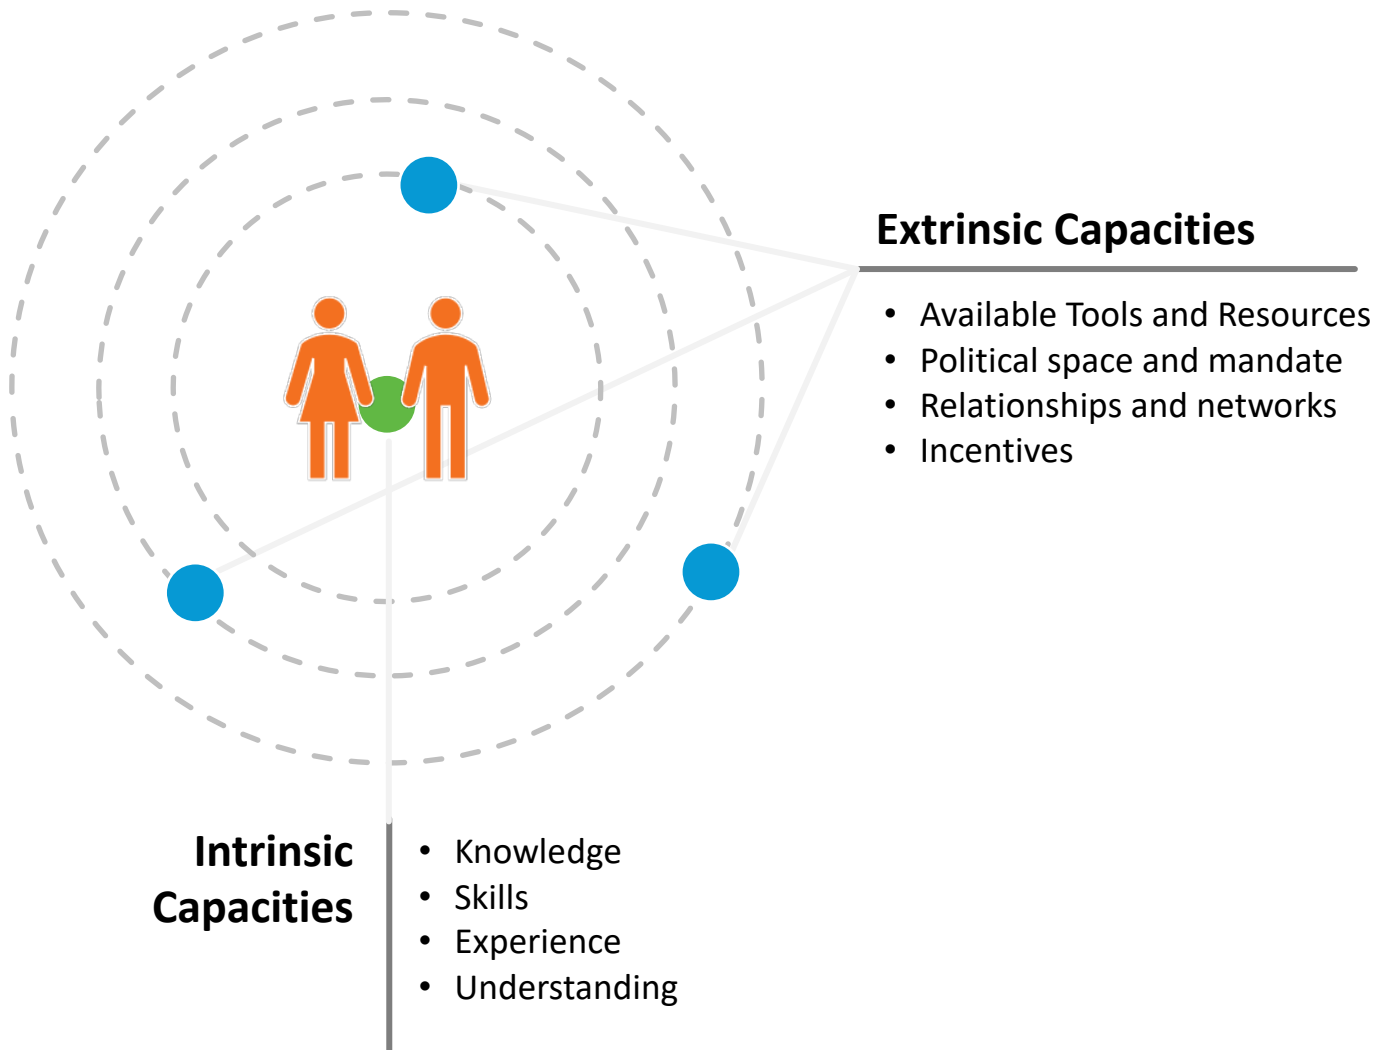 Extrinsic Capacities
• Available Tools and Resources
• Political space and mandate
• Relationships and networks
• Incentives
Intrinsic
Capacities
• Knowledge
• Skills
• Experience
• Understanding